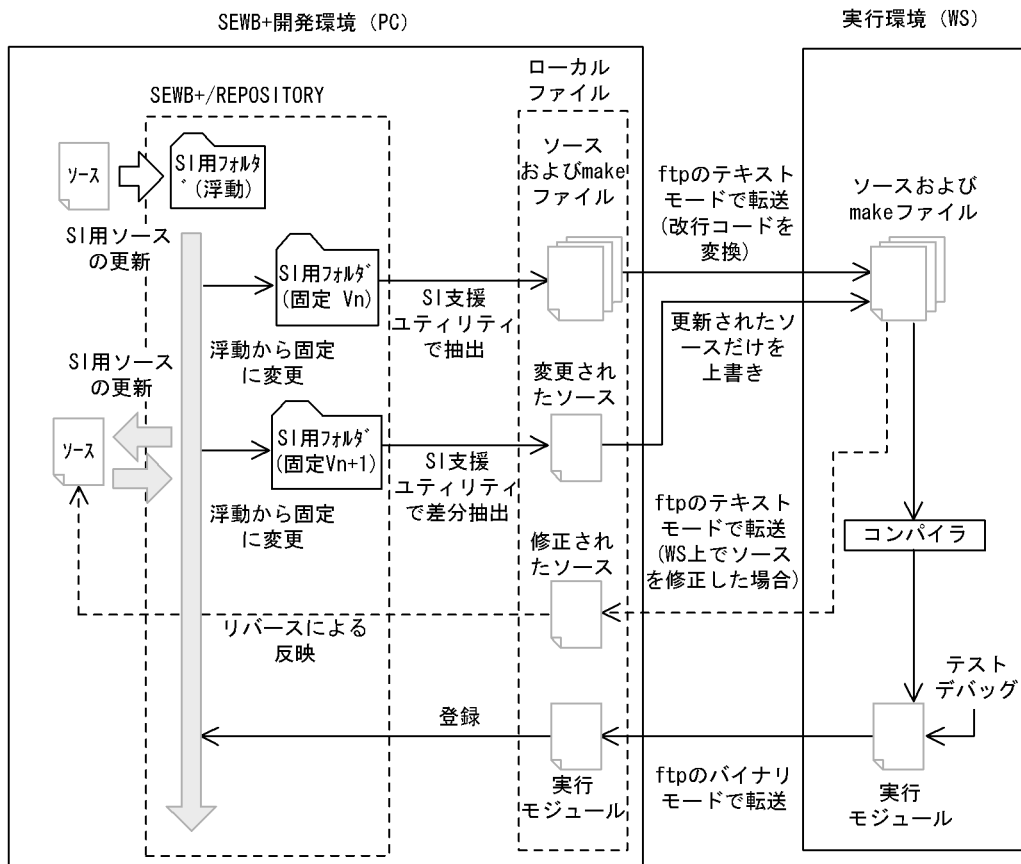 SEWB+開発環境（PC）
実行環境（WS）
SEWB+/REPOSITORY
ローカル
ファイル
ソース
SI用フォルダ
（浮動）
ソース
およびmake
ファイル
ftpのテキスト
モードで転送
(改行コードを
変換)
ソースおよび
makeファイル
SI用ソース
の更新
SI用フォルダ
(固定 Vn)
SI支援
ユティリティ
で抽出
更新されたソ
ースだけを
上書き
浮動から固定
に変更
SI用ソース
の更新
変更され
たソース
ソース
SI用フォルダ
(固定Vn+1)
SI支援
ユティリティ
で差分抽出
浮動から固定
に変更
ftpのテキスト
モードで転送
(WS上でソース
を修正した場合)
コンパイラ
修正され
たソース
リバースによる
反映
テスト
デバッグ
登録
ftpのバイナリ
モードで転送
実行
モジュール
実行
モジュール